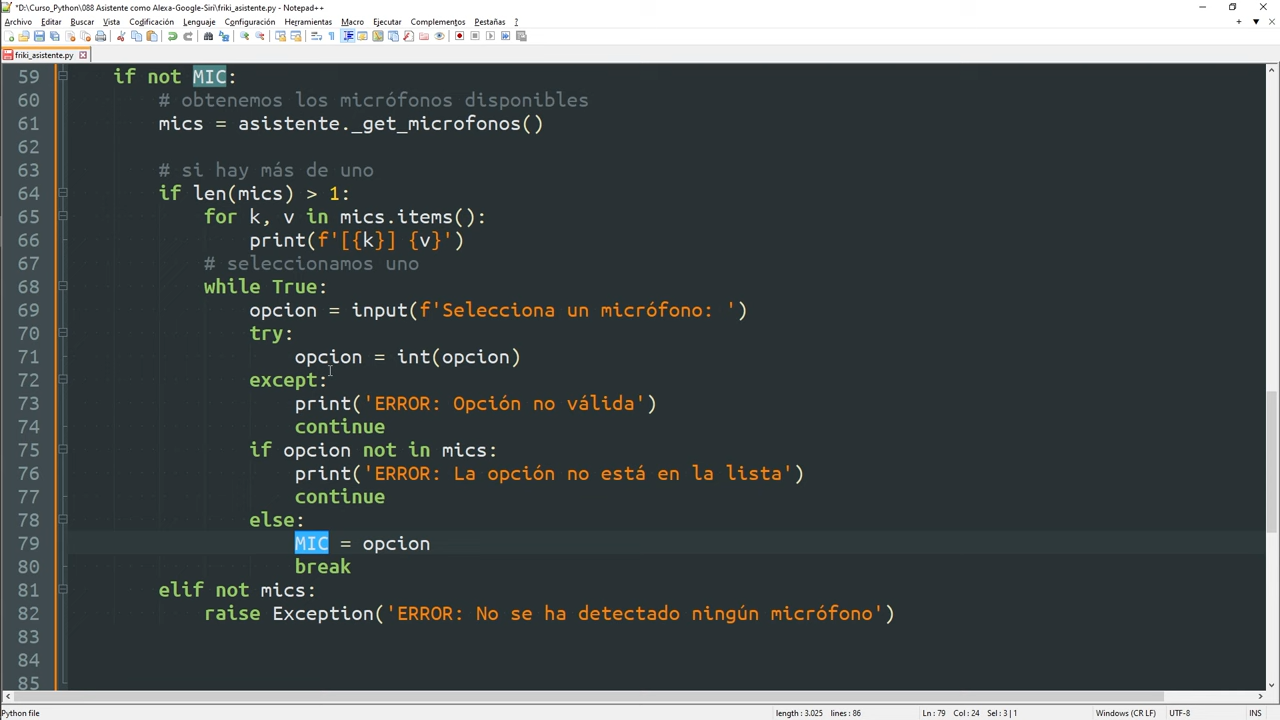 *D:\Curso_Python\088 Asistente como Alexa-Google-Siri\friki_asistente.py - Notepad++
Archivo Editar Buscar Vista Codificación Lenguaje Configuración Herramientas Macro Ejecutar Complementos Pestañas ?
friki_asistente.py
59 if not MIC:
60 # obtenemos los micrófonos disponibles
61 mics = asistente._get_microfonos()
62
63 # si hay más de uno
64 if len(mics) > 1:
65 for k, v in mics.items():
66 print(f'[{k}] {v}')
67 # seleccionamos uno
68 while True:
69 opcion = input(f'Selecciona un micrófono: ')
70 try:
71 opcion = int(opcion)
72 except:
73 print('ERROR: Opción no válida')
74 continue
75 if opcion not in mics:
76 print('ERROR: La opción no está en la lista')
77 continue
78 else:
79 MIC = opcion
80 break
81 elif not mics:
82 raise Exception('ERROR: No se ha detectado ningún micrófono')
83
84
85
Python file length : 3.025 lines : 86 Ln : 79 Col : 24 Sel : 3 | 1 Windows (CR LF) UTF-8 INS